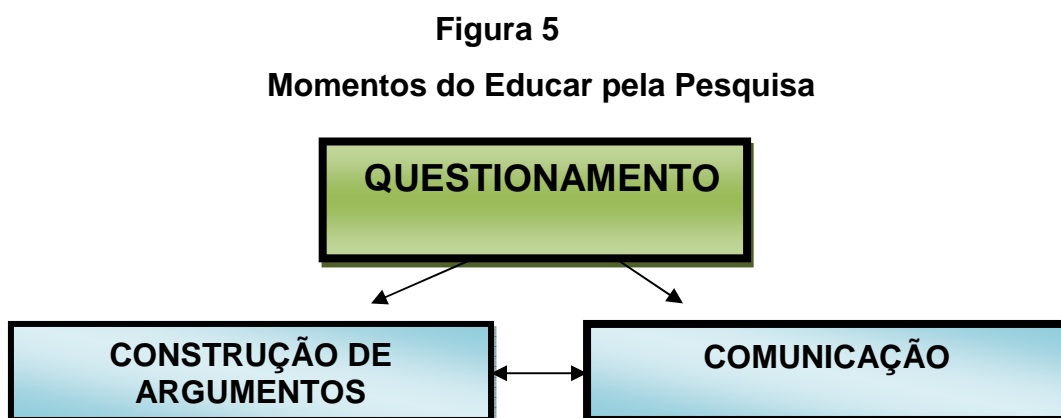 Figura 5
Momentos do Educar pela Pesquisa
QUESTIONAMENTO
CONSTRUÇÃO DE
ARGUMENTOS
COMUNICAÇÃO